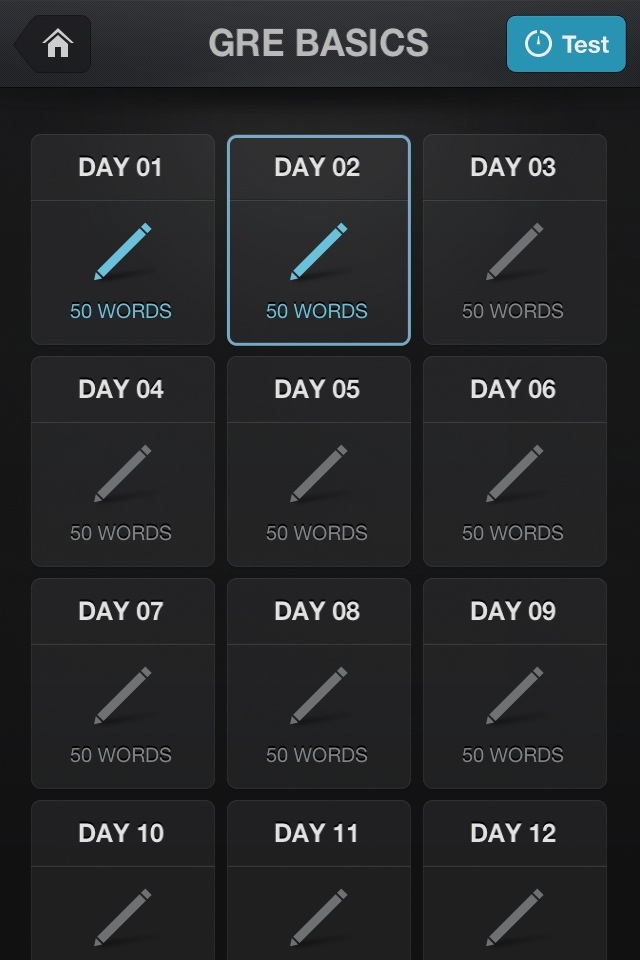 GRE BASICS
Test
DAY 01
DAY 02
DAY 03
50 WORDS
50 WORDS
50 WORDS
DAY 04
DAY 05
DAY 06
50 WORDS
50 WORDS
50 WORDS
DAY 07
DAY 08
DAY 09
50 WORDS
50 WORDS
50 WORDS
DAY 10
DAY 11
DAY 12